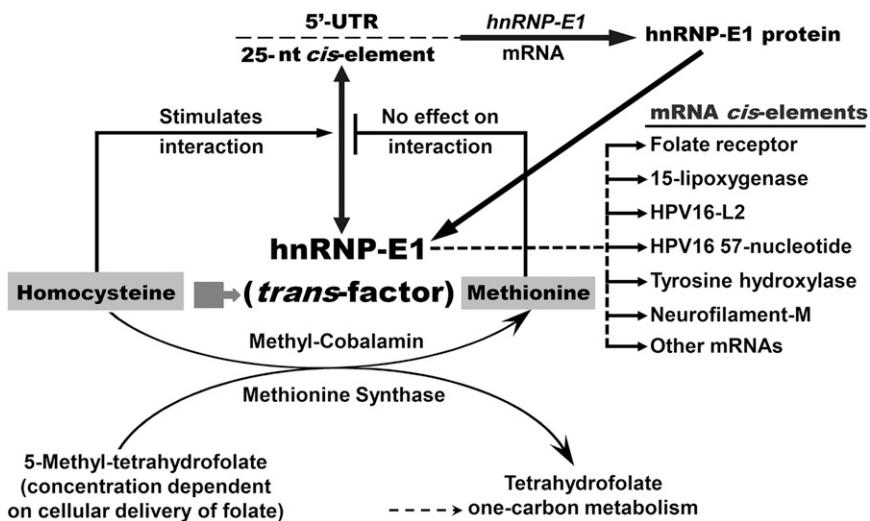 5'-UTR
25-nt cis-element
hnRNP-E1
mRNA
hnRNP-E1 protein
Stimulates
interaction
No effect on
interaction
mRNA cis-elements
Folate receptor
15-lipoxygenase
HPV16-L2
HPV16 57-nucleotide
Tyrosine hydroxylase
Neurofilament-M
Other mRNAs
hnRNP-E1
(trans-factor)
Homocysteine
Methionine
Methyl-Cobalamin
Methionine Synthase
5-Methyl-tetrahydrofolate
(concentration dependent
on cellular delivery of folate)
Tetrahydrofolate
one-carbon metabolism